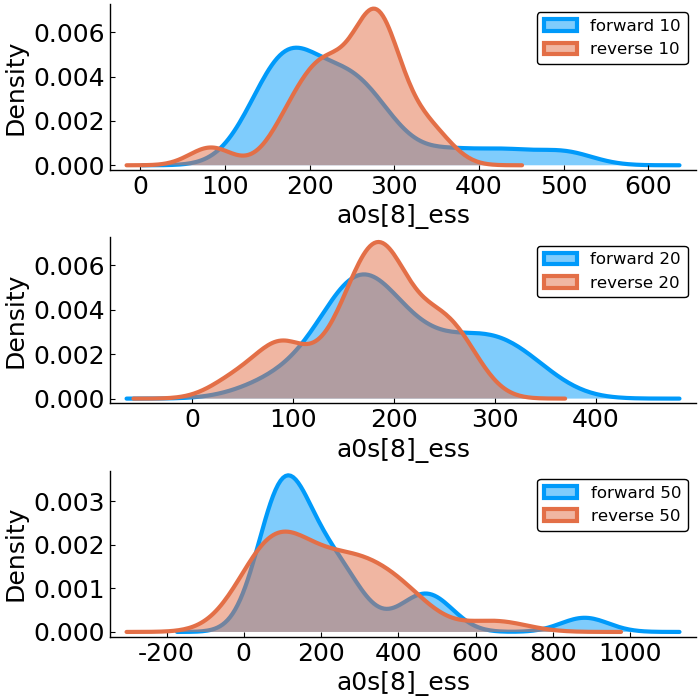 Density
0.006
0.004
0.002
0.000
forward 10
reverse 10
0 100 200 300 400 500 600
a0s[8]_ess
Density
0.006
0.004
0.002
0.000
forward 20
reverse 20
0 100 200 300 400
a0s[8]_ess
Density
0.003
0.002
0.001
0.000
forward 50
reverse 50
-200 0 200 400 600 800 1000
a0s[8]_ess